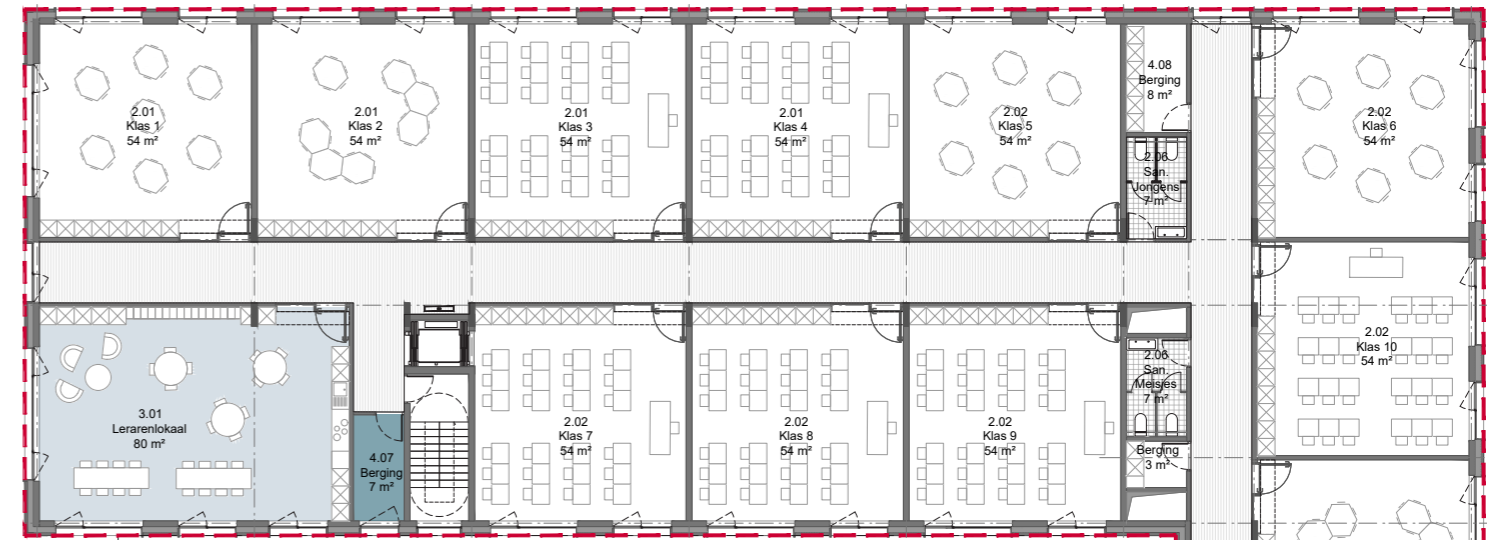 2.01
Klas 1
54 m²
2.01
Klas 2
54 m²
2.01
Klas 3
54 m²
2.01
Klas 4
54 m²
2.02
Klas 5
54 m²
4.08
Berging
8 m²
2.06
San.
Jongens
7 m²
2.02
Klas 6
54 m²
3.01
Lerarenlokaal
80 m²
4.07
Berging
7 m²
2.02
Klas 7
54 m²
2.02
Klas 8
54 m²
2.02
Klas 9
54 m²
2.06
San.
Meisjes
7 m²
Berging
3 m²
2.02
Klas 10
54 m²